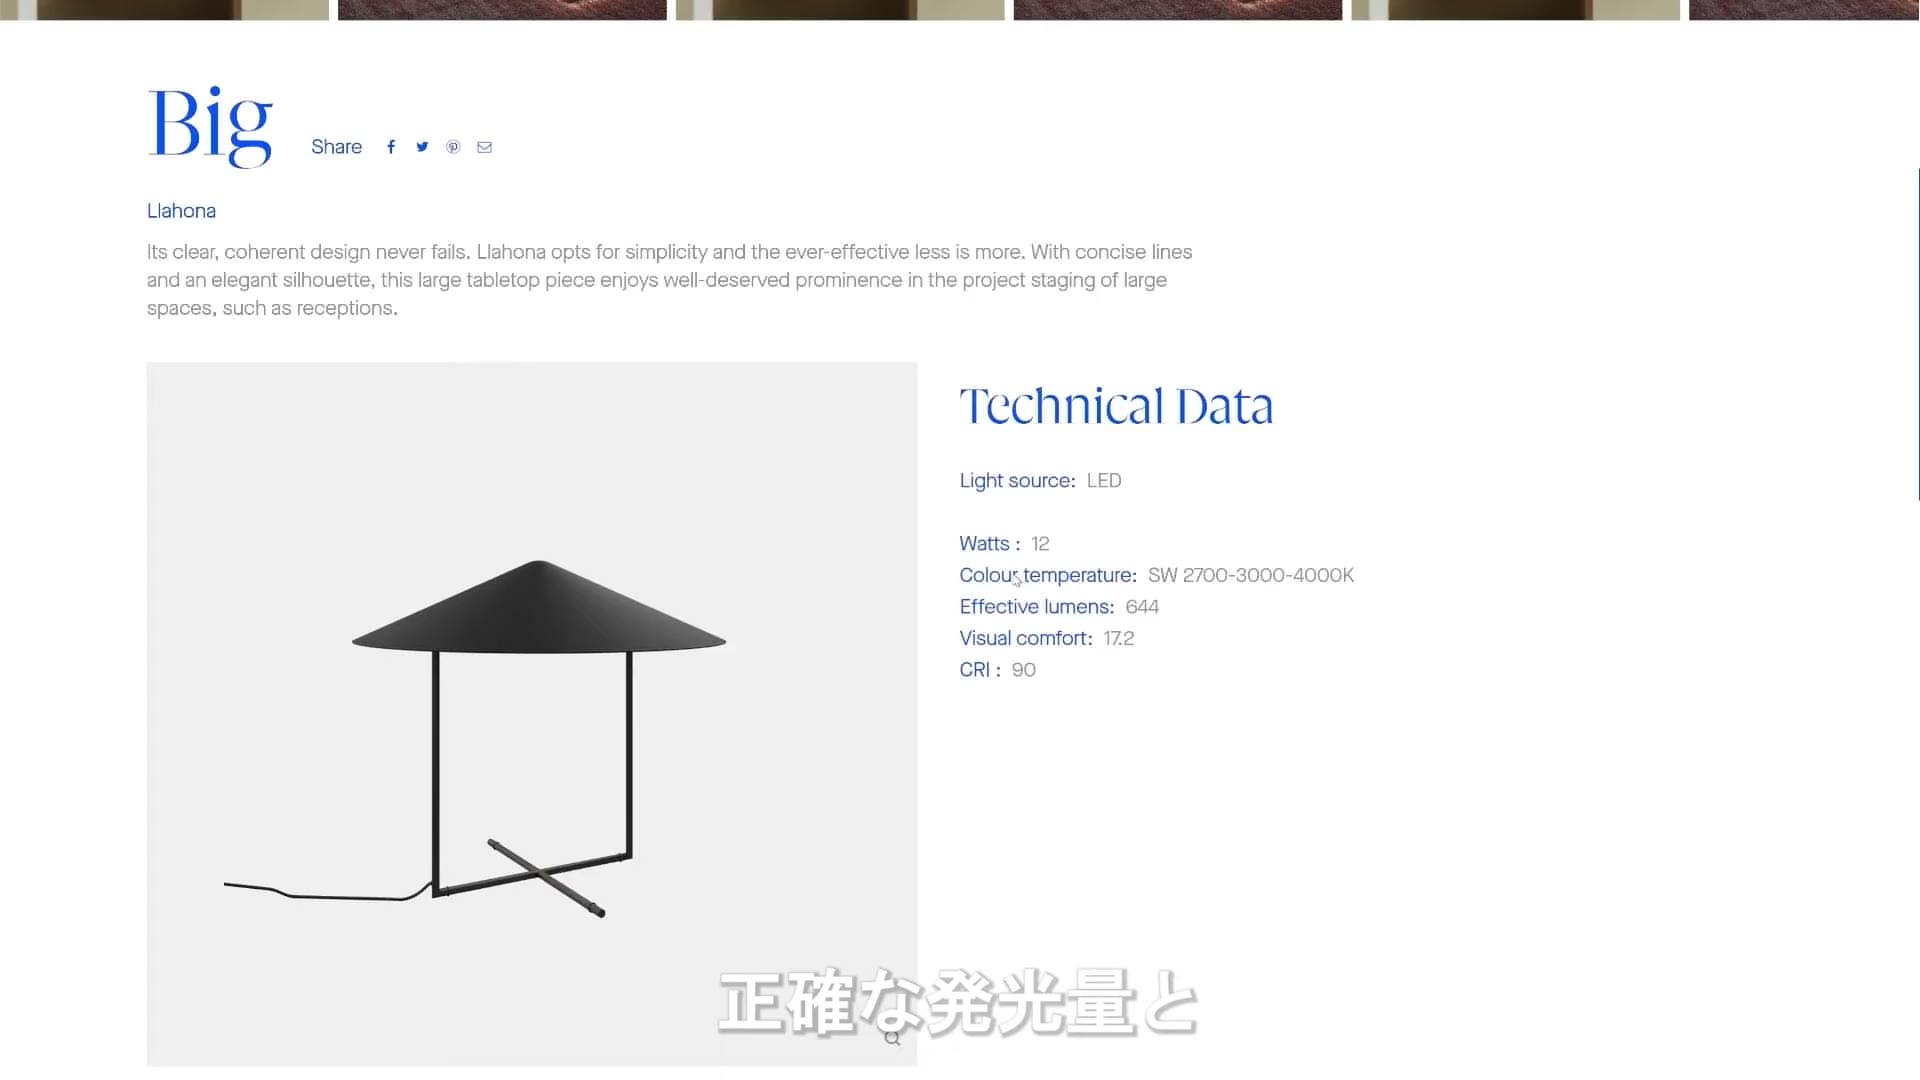 Big
Share
Llahona
Its clear, coherent design never fails. Llahona opts for simplicity and the ever-effective less is more. With concise lines
and an elegant silhouette, this large tabletop piece enjoys well-deserved prominence in the project staging of large
spaces, such as receptions.
Technical Data
Light source: LED
Watts : 12
Colour temperature: SW 2700-3000-4000K
Effective lumens: 644
Visual comfort: 17.2
CRI : 90
正確な発光量と